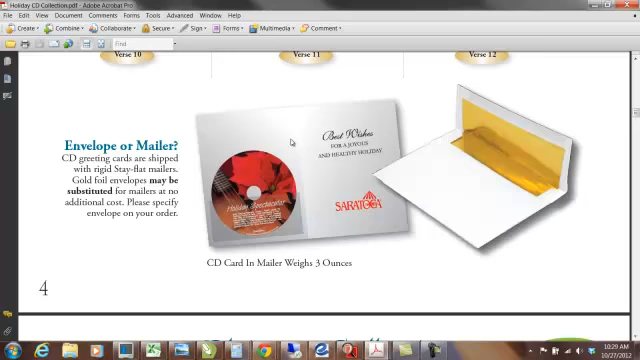 Holiday CD Collection.pdf - Adobe Acrobat Pro
File Edit View Document Comments Forms Tools Advanced Window Help
Create Combine Collaborate Secure Sign Forms Multimedia Comment
Find
Verse 10 Verse 11 Verse 12
Envelope or Mailer?
CD greeting cards are shipped
with rigid Stay-flat mailers.
Gold foil envelopes may be
substituted for mailers at no
additional cost. Please specify
envelope on your order.
Holiday Spectacular
Best Wishes
FOR A JOYOUS
AND HEALTHY HOLIDAY
SARATOGA
CD Card In Mailer Weighs 3 Ounces
4
10:29 AM
10/27/2012